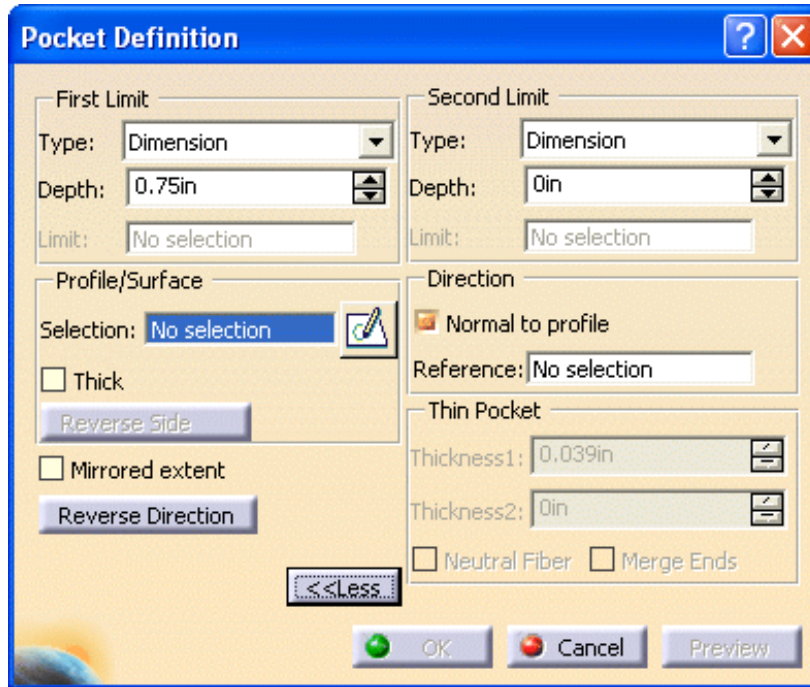 Pocket Definition
First Limit
Type: Dimension
Depth: 0.75in
Limit: No selection
Profile/Surface
Selection: No selection
Thick
Reverse Side
Mirrored extent
Reverse Direction
<<Less
Second Limit
Type: Dimension
Depth: 0in
Limit: No selection
Direction
Normal to profile
Reference: No selection
Thin Pocket
Thickness1: 0.039in
Thickness2: 0in
Neutral Fiber Merge Ends
OK Cancel Preview